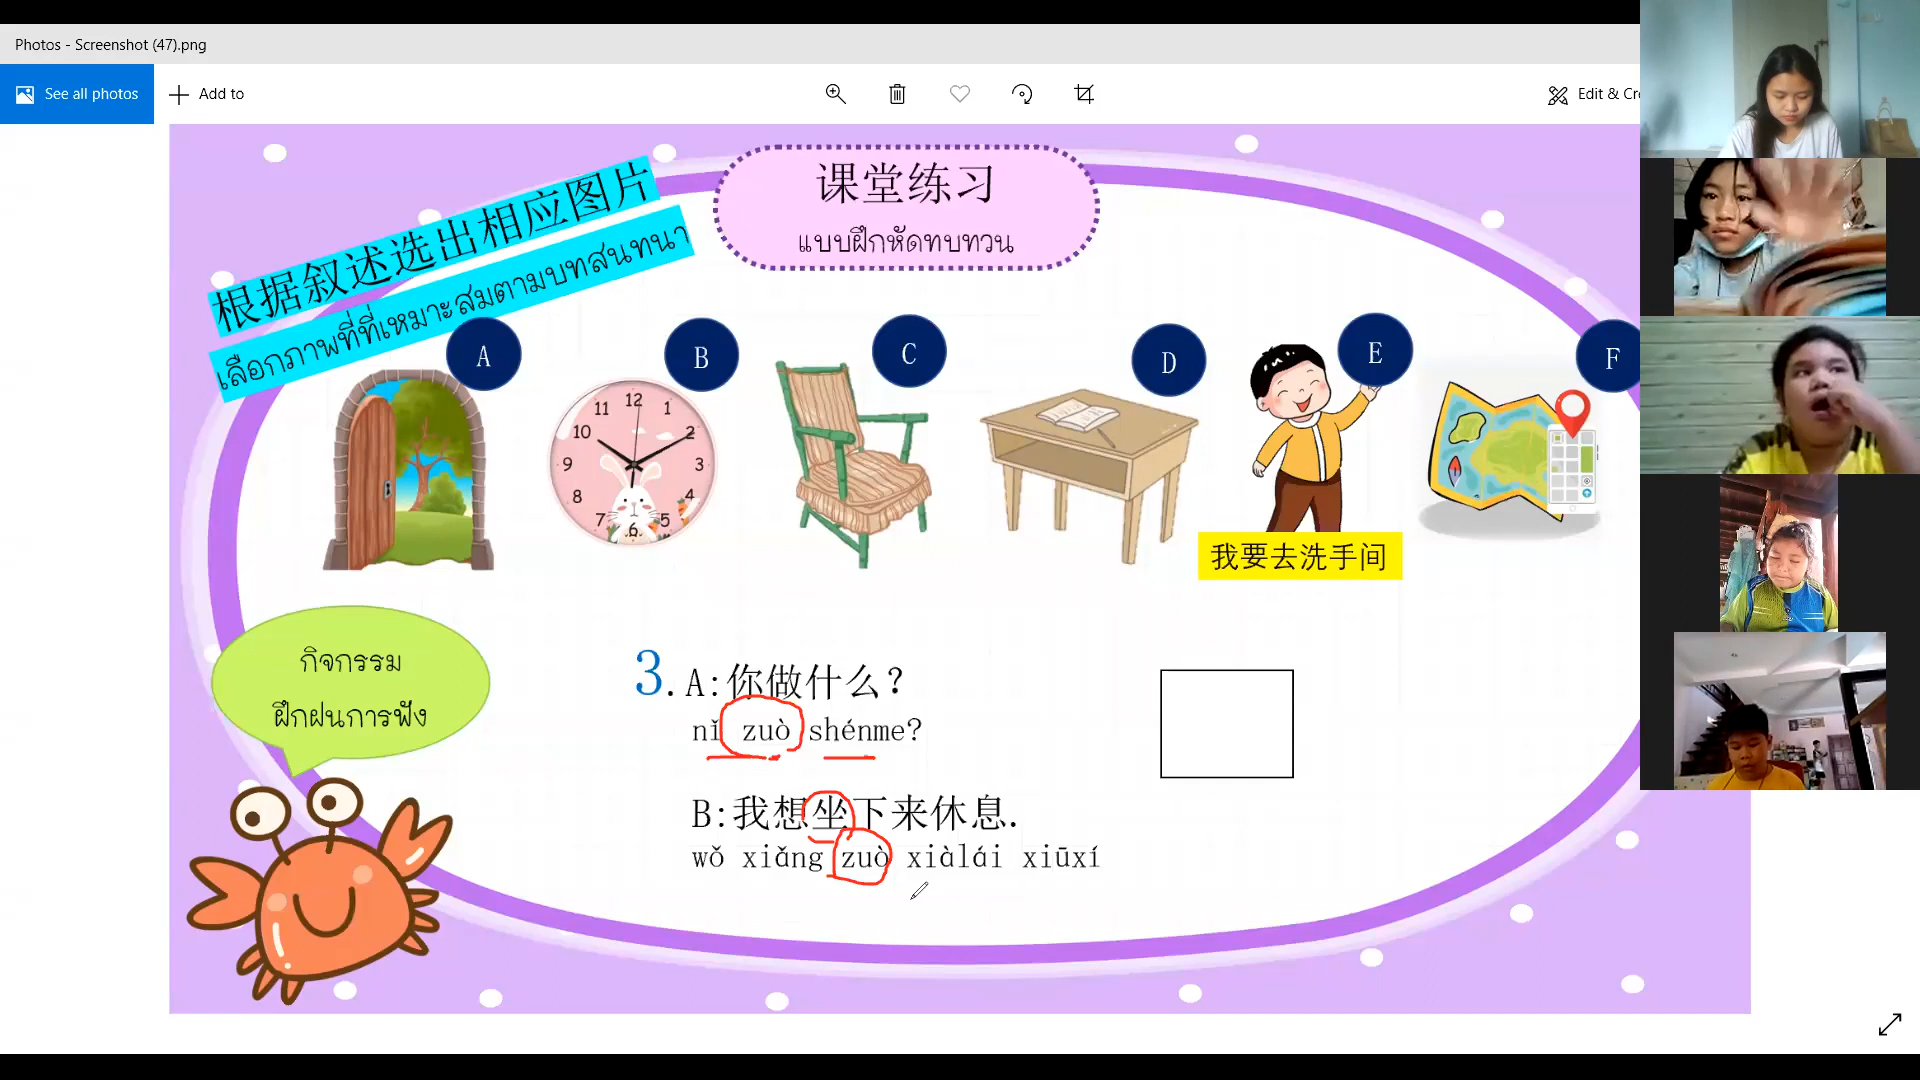 Photos - Screenshot (47).png
See all photos
Add to
Edit & Cre
课堂练习
แบบฝึกหัดทบทวน
根据叙述选出相应图片
เลือกภาพที่ที่เหมาะสมตามบทสนทนา
A
B
C
D
E
F
12
1
2
3
4
5
6
7
8
9
10
11
我要去洗手间
กิจกรรม
ฝึกฝนการฟัง
3. A:你做什么?
nǐ zuò shénme?
B:我想坐下来休息.
wǒ xiǎng zuò xiàlái xiūxí